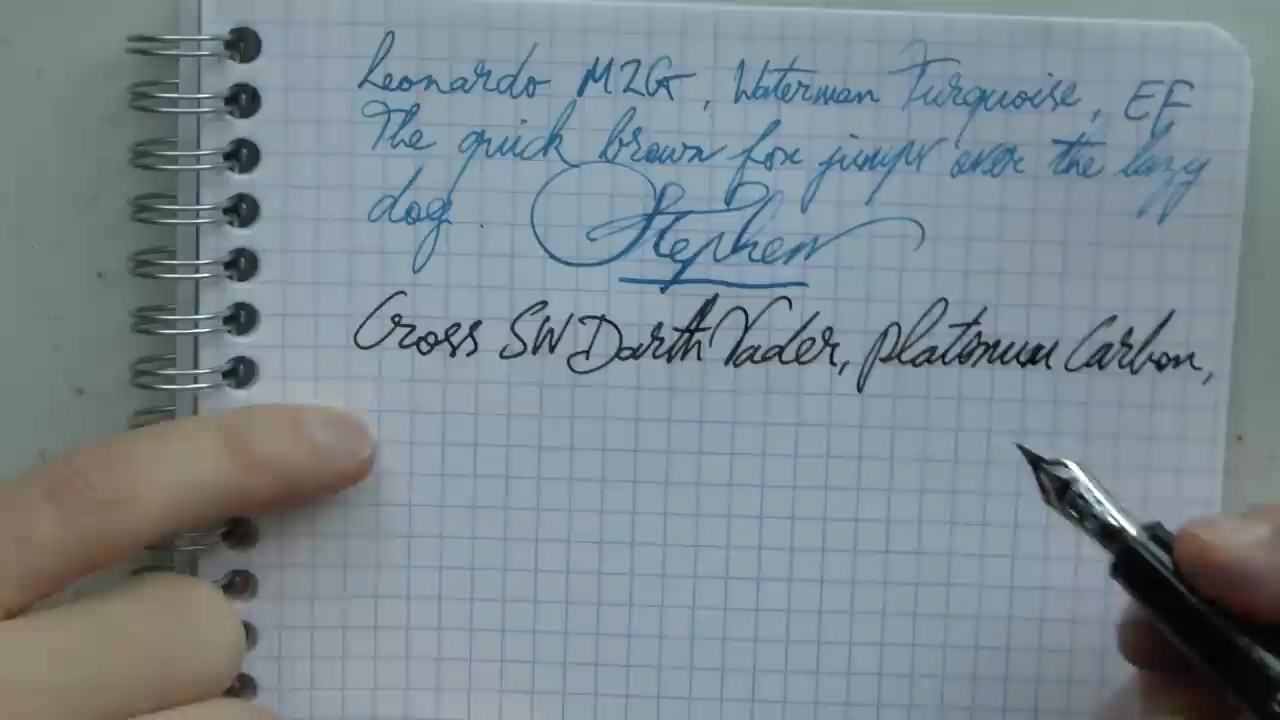 Leonardo MZG, Waterman Turquoise, EF
The quick brown fox jumps over the lazy
dog. Stephen
Cross SW Darth Vader, platinum Carbon,